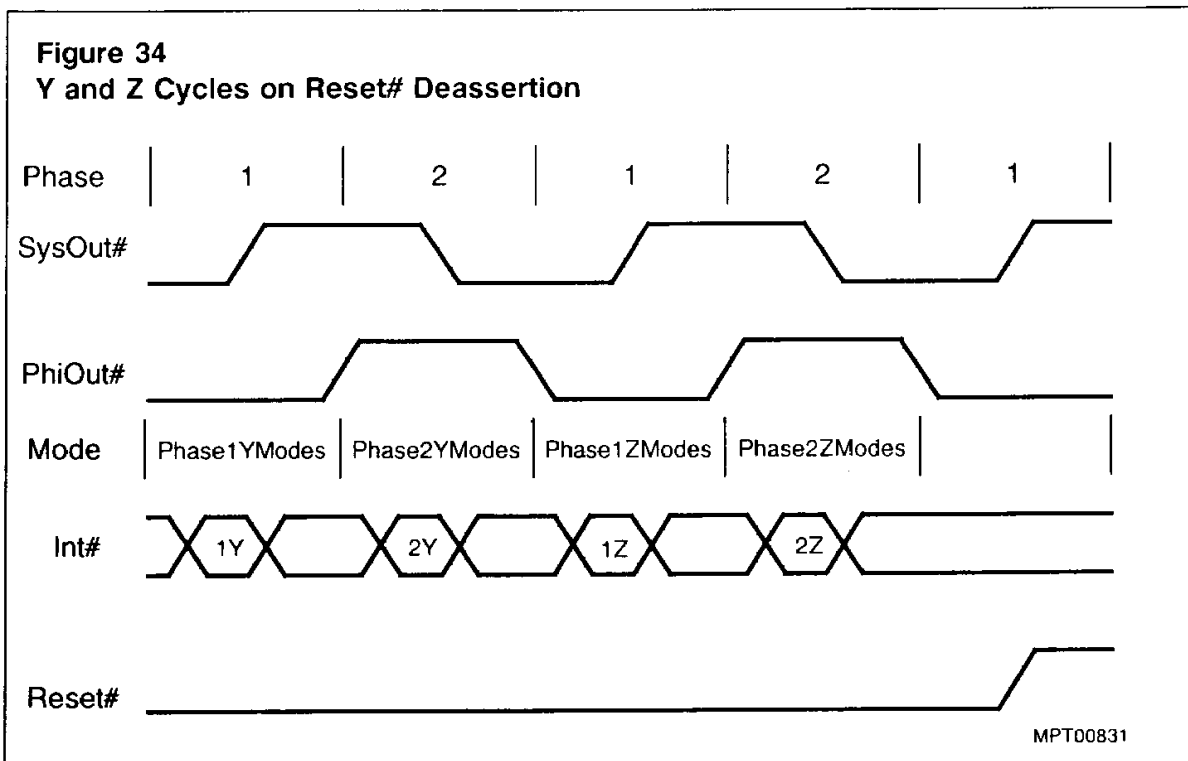 Figure 34
Y and Z Cycles on Reset# Deassertion
Phase 1 2 1 2 1
SysOut#
PhiOut#
Mode Phase1YModes Phase2YModes Phase1ZModes Phase2ZModes
Int# 1Y 2Y 1Z 2Z
Reset#
MPT00831